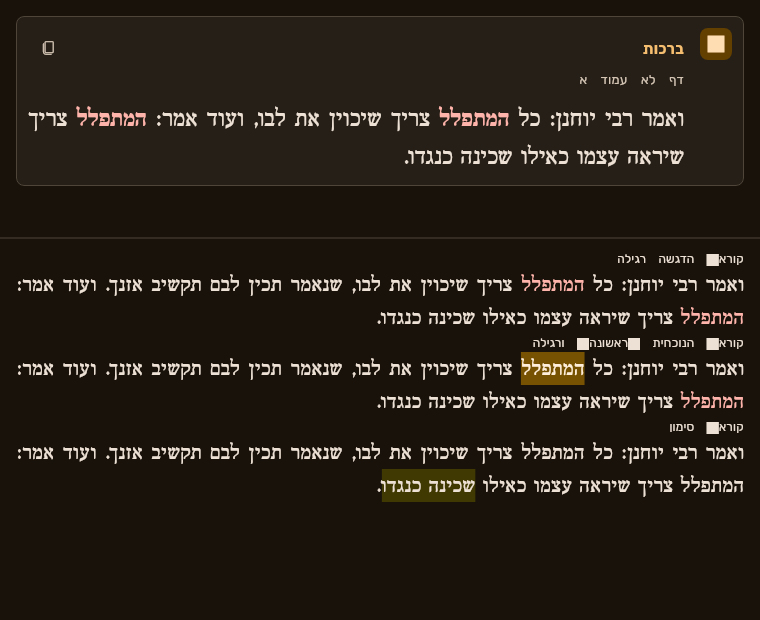 ברכות
דף לא עמוד א
ואמר רבי יוחנן: כל המתפלל צריך שיכוין את לבו, ועוד אמר: המתפלל צריך
שיראה עצמו כאילו שכינה כנגדו.
קורא הדגשה רגילה
ואמר רבי יוחנן: כל המתפלל צריך שיכוין את לבו, שנאמר תכין לבם תקשיב אזנך. ועוד אמר:
המתפלל צריך שיראה עצמו כאילו שכינה כנגדו.
קורא הנוכחית ראשונה ורגילה
ואמר רבי יוחנן: כל המתפלל צריך שיכוין את לבו, שנאמר תכין לבם תקשיב אזנך. ועוד אמר:
המתפלל צריך שיראה עצמו כאילו שכינה כנגדו.
קורא סימון
ואמר רבי יוחנן: כל המתפלל צריך שיכוין את לבו, שנאמר תכין לבם תקשיב אזנך. ועוד אמר:
המתפלל צריך שיראה עצמו כאילו שכינה כנגדו.